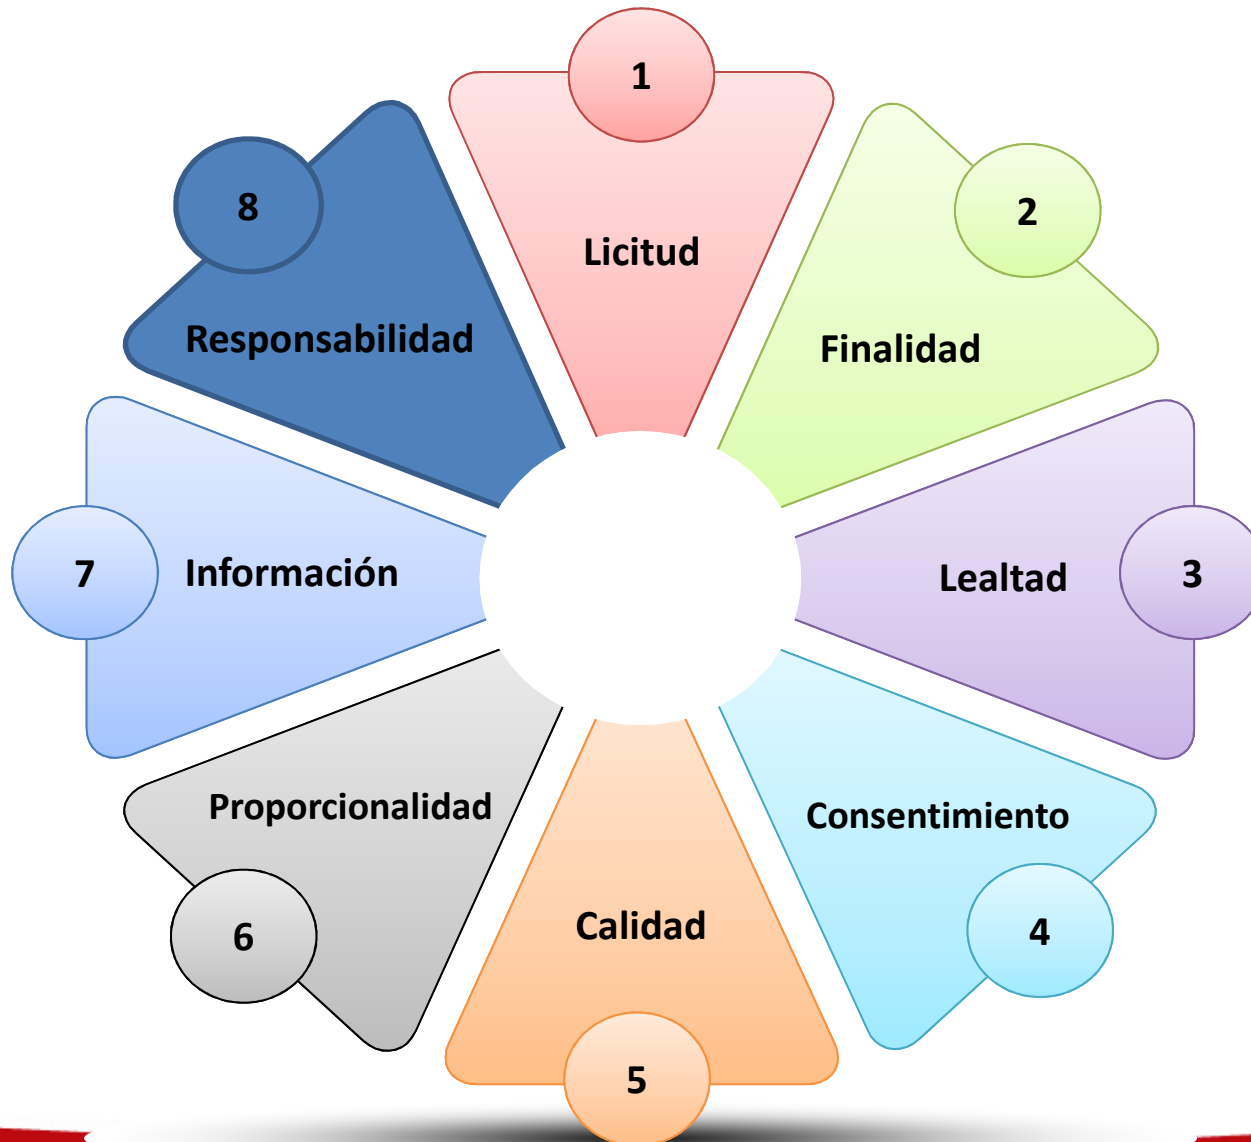 1
Licitud
2
Finalidad
3
Lealtad
4
Consentimiento
5
Calidad
6
Proporcionalidad
7
Información
8
Responsabilidad